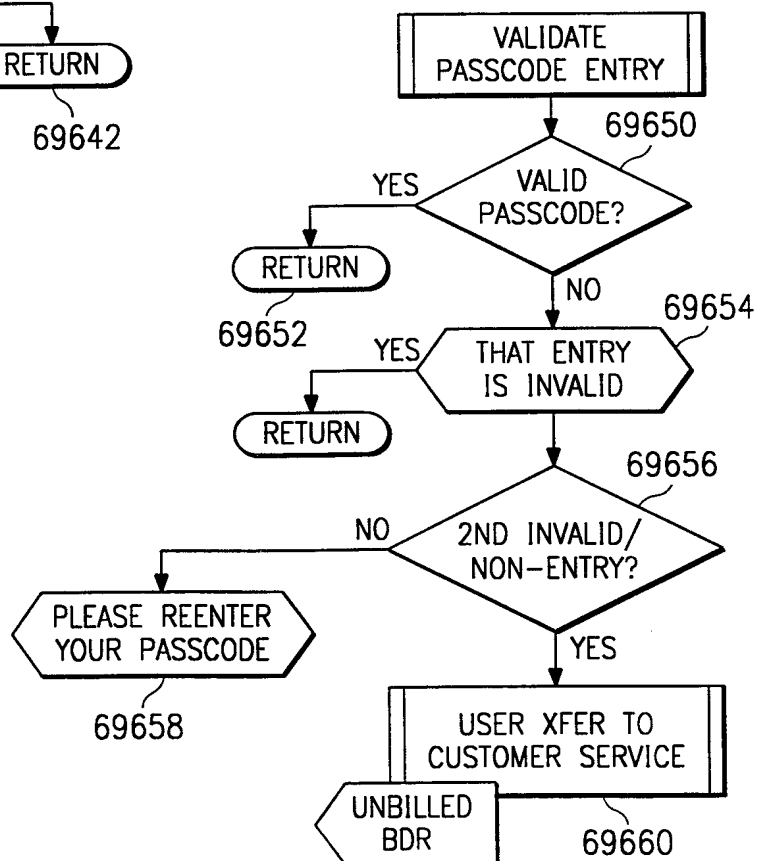 RETURN
69642
VALIDATE
PASSCODE ENTRY
69650
VALID
PASSCODE?
YES
RETURN
69652
NO
69654
THAT ENTRY
IS INVALID
YES
RETURN
69656
2ND INVALID/
NON-ENTRY?
NO
PLEASE REENTER
YOUR PASSCODE
69658
YES
USER XFER TO
CUSTOMER SERVICE
UNBILLED
BDR
69660